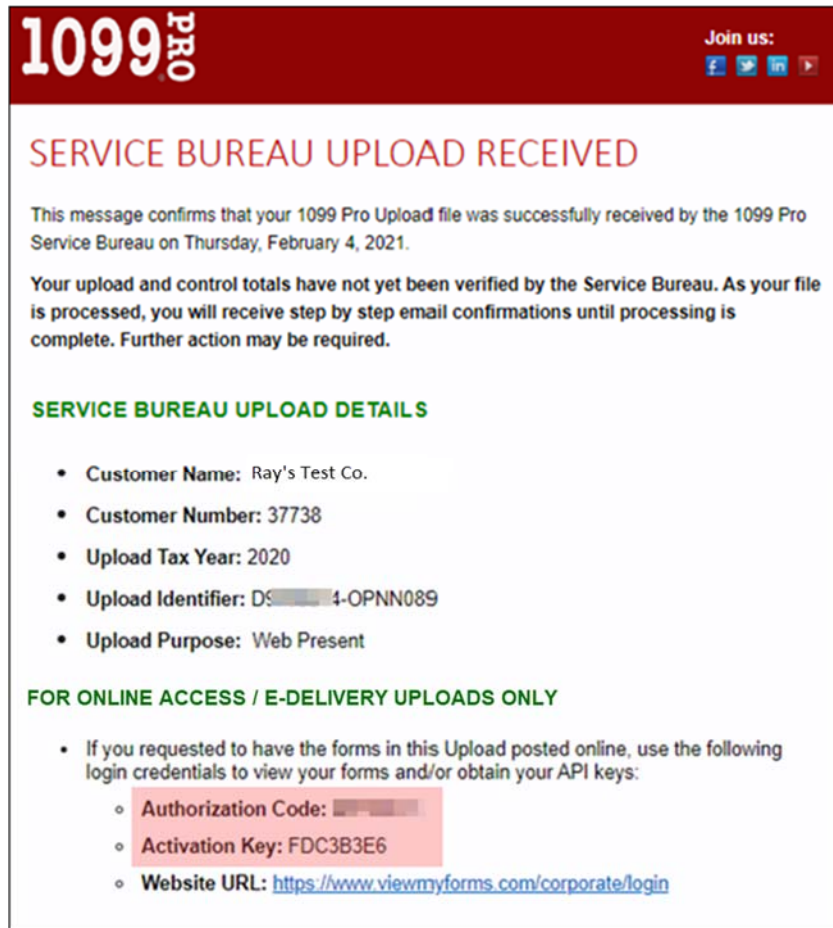 1099 PRO
Join us:
SERVICE BUREAU UPLOAD RECEIVED
This message confirms that your 1099 Pro Upload file was successfully received by the 1099 Pro
Service Bureau on Thursday, February 4, 2021.
Your upload and control totals have not yet been verified by the Service Bureau. As your file
is processed, you will receive step by step email confirmations until processing is
complete. Further action may be required.
SERVICE BUREAU UPLOAD DETAILS
• Customer Name: Ray's Test Co.
• Customer Number: 37738
• Upload Tax Year: 2020
• Upload Identifier: D9 4-OPNN089
• Upload Purpose: Web Present
FOR ONLINE ACCESS / E-DELIVERY UPLOADS ONLY
• If you requested to have the forms in this Upload posted online, use the following
login credentials to view your forms and/or obtain your API keys:
Authorization Code:
Activation Key: FDC3B3E6
Website URL: https://www.viewmyforms.com/corporate/login